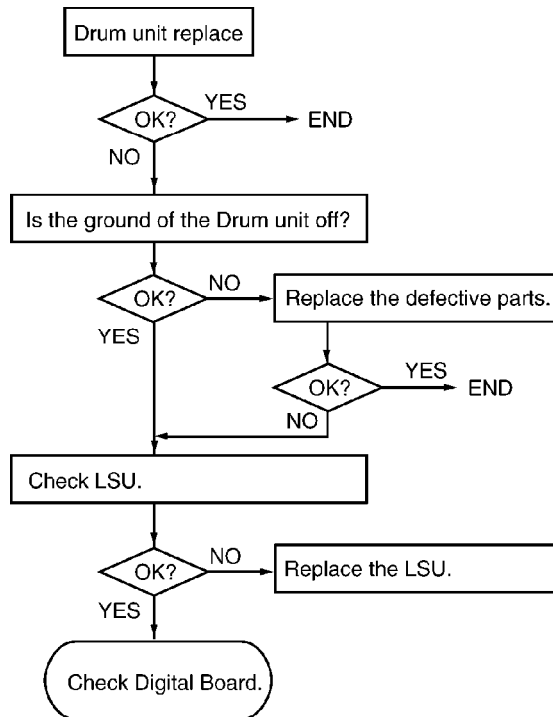 Drum unit replace
YES
OK?
END
NO
Is the ground of the Drum unit off?
NO
OK?
Replace the defective parts.
YES
YES
OK?
END
NO
Check LSU.
NO
OK?
Replace the LSU.
YES
Check Digital Board.